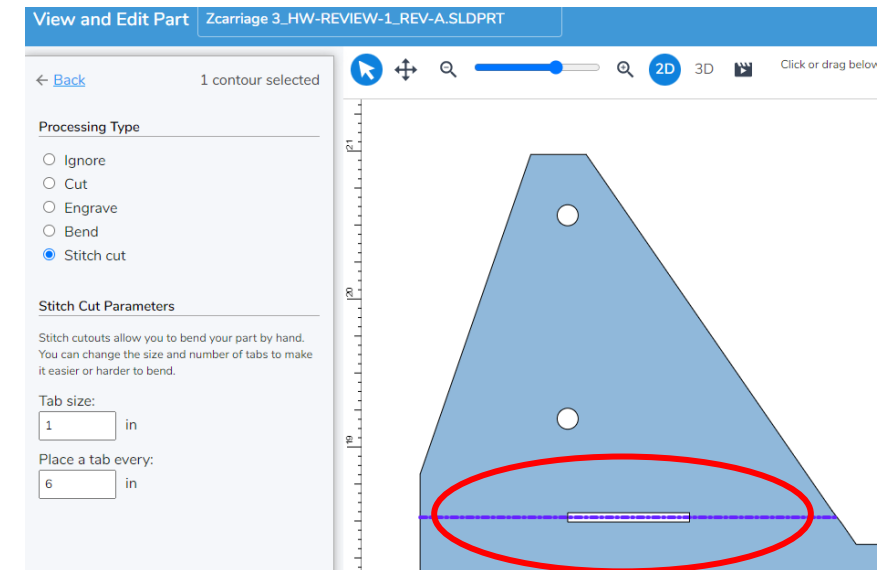 View and Edit Part Zcarriage 3_HW-REVIEW-1_REV-A.SLDPRT
← Back 1 contour selected
2D 3D Click or drag below
Processing Type
Ignore
Cut
Engrave
Bend
Stitch cut
Stitch Cut Parameters
Stitch cutouts allow you to bend your part by hand.
You can change the size and number of tabs to make
it easier or harder to bend.
Tab size:
1 in
Place a tab every:
6 in
21
20
19